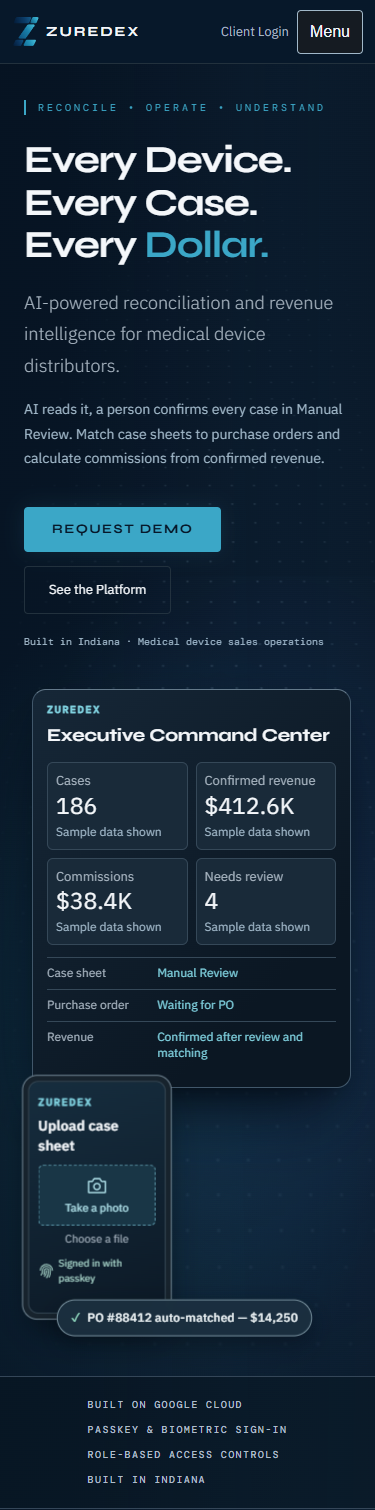 ZUREDEX
Client Login
Menu
RECONCILE • OPERATE • UNDERSTAND
Every Device.
Every Case.
Every Dollar.
AI-powered reconciliation and revenue
intelligence for medical device
distributors.
AI reads it, a person confirms every case in Manual
Review. Match case sheets to purchase orders and
calculate commissions from confirmed revenue.
REQUEST DEMO
See the Platform
Built in Indiana · Medical device sales operations
ZUREDEX
Executive Command Center
Cases
186
Sample data shown
Confirmed revenue
$412.6K
Sample data shown
Commissions
$38.4K
Sample data shown
Needs review
4
Sample data shown
Case sheet Manual Review
Purchase order Waiting for PO
Revenue Confirmed after review and
matching
ZUREDEX
Upload case
sheet
Take a photo
Choose a file
Signed in with
passkey
✓ PO #88412 auto-matched — $14,250
BUILT ON GOOGLE CLOUD
PASSKEY & BIOMETRIC SIGN-IN
ROLE-BASED ACCESS CONTROLS
BUILT IN INDIANA